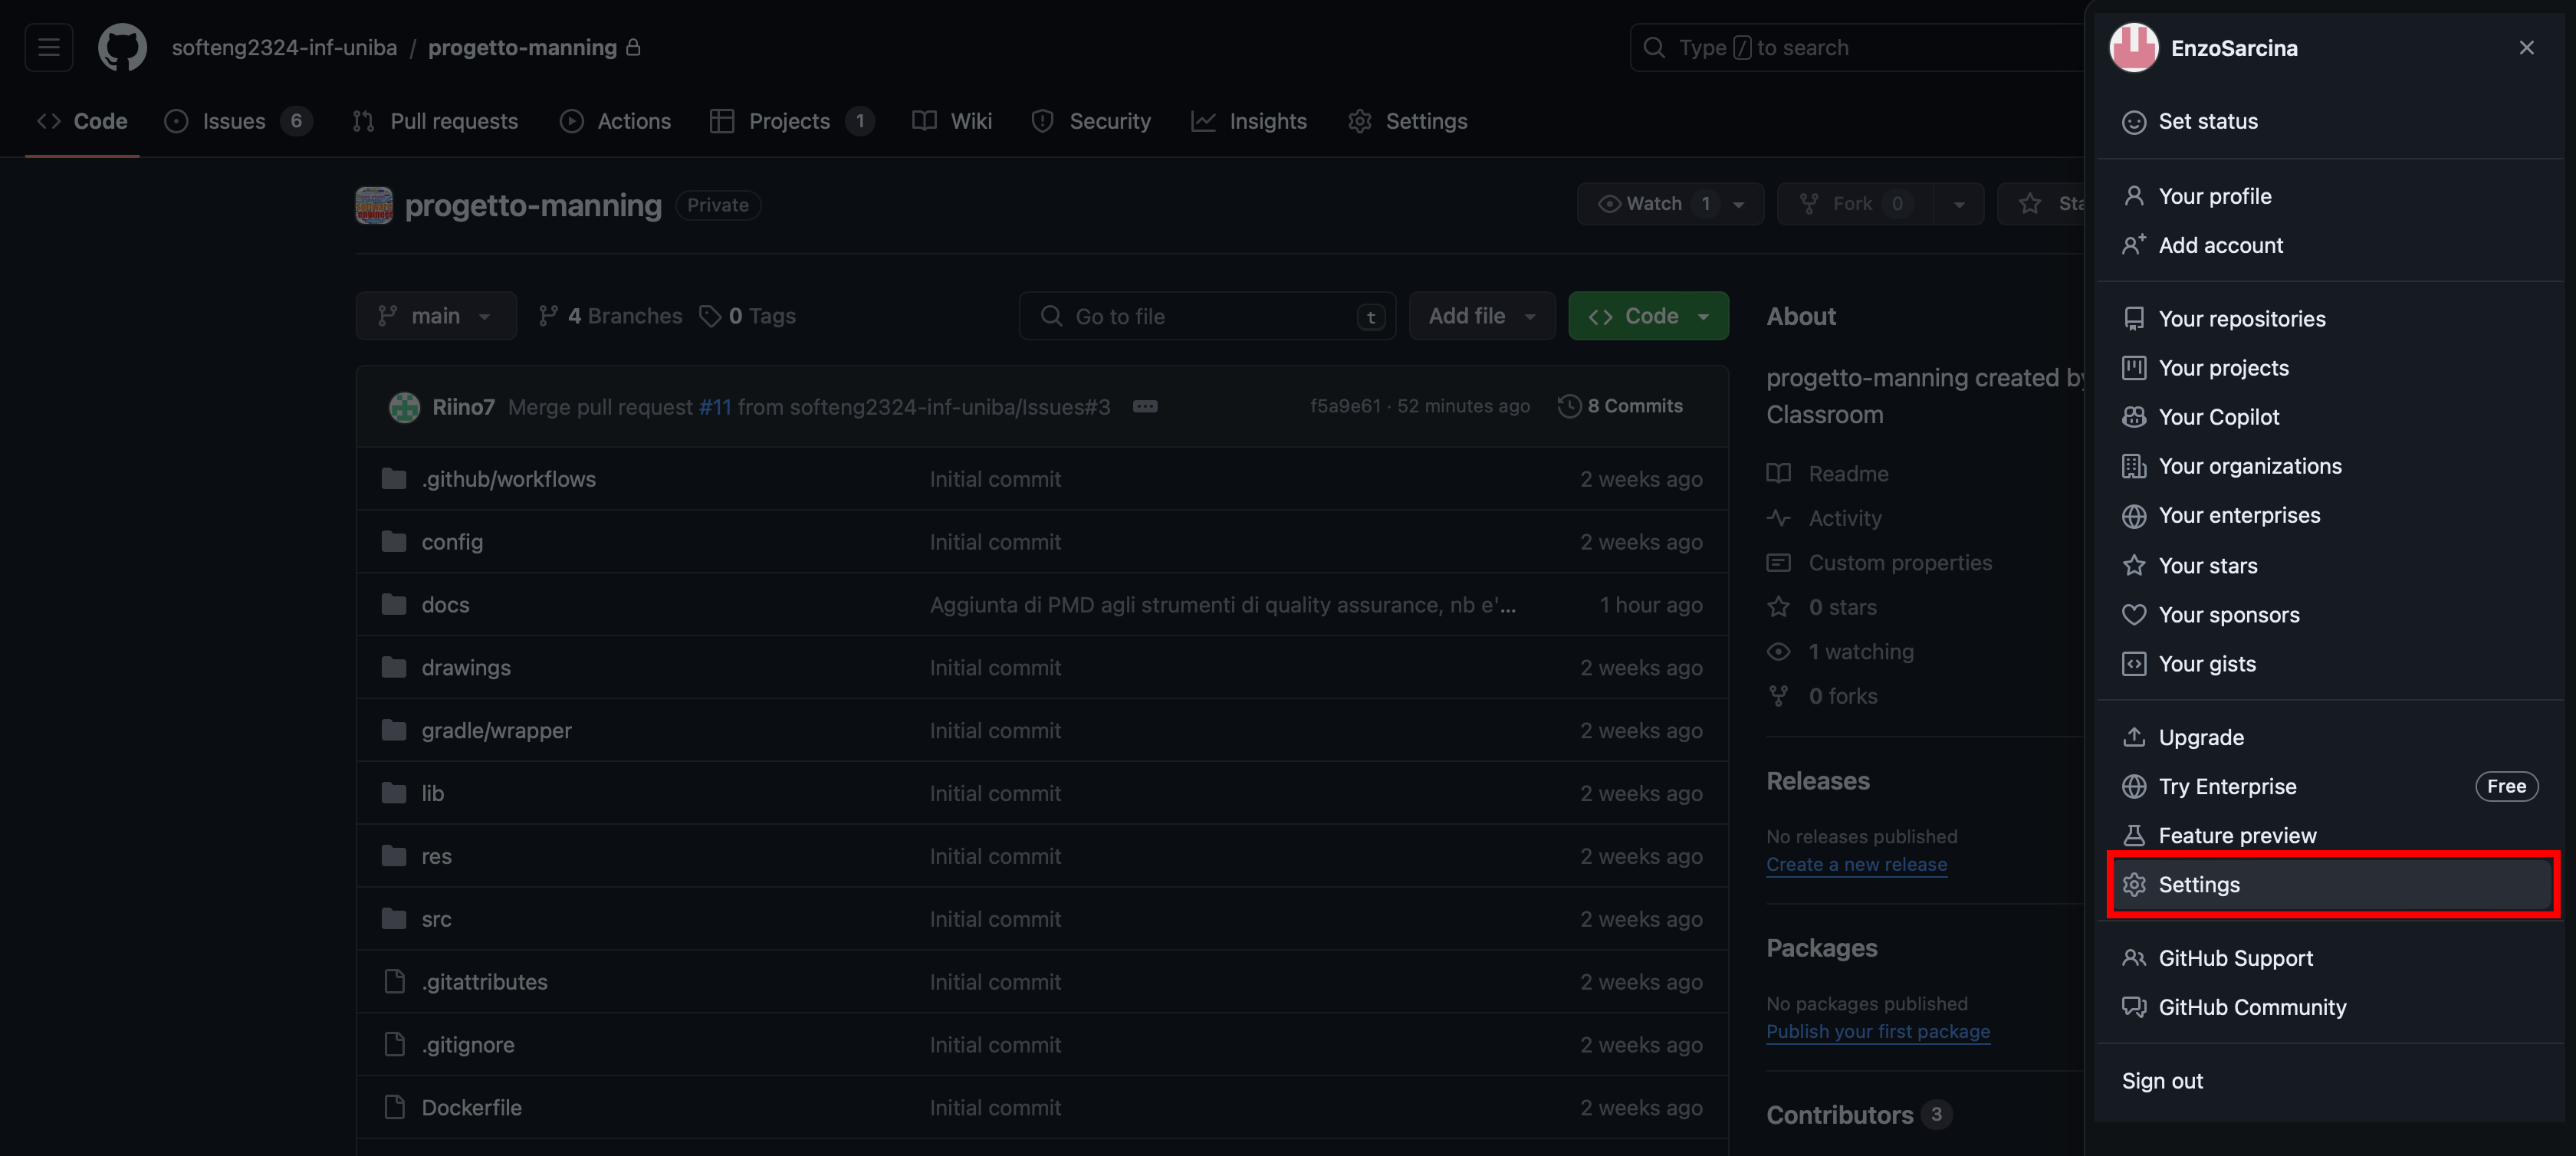 softeng2324-inf-uniba / progetto-manning
Type / to search
Code Issues 6 Pull requests Actions Projects 1 Wiki Security Insights Settings
progetto-manning Private
Watch 1 Fork 0 Sta
main 4 Branches 0 Tags
Go to file t Add file Code
Riino7 Merge pull request #11 from softeng2324-inf-uniba/Issues#3 f5a9e61 · 52 minutes ago 8 Commits
.github/workflows Initial commit 2 weeks ago
config Initial commit 2 weeks ago
docs Aggiunta di PMD agli strumenti di quality assurance, nb e'... 1 hour ago
drawings Initial commit 2 weeks ago
gradle/wrapper Initial commit 2 weeks ago
lib Initial commit 2 weeks ago
res Initial commit 2 weeks ago
src Initial commit 2 weeks ago
.gitattributes Initial commit 2 weeks ago
.gitignore Initial commit 2 weeks ago
Dockerfile Initial commit 2 weeks ago
About
progetto-manning created by
Classroom
Readme
Activity
Custom properties
0 stars
1 watching
0 forks
Releases
No releases published
Create a new release
Packages
No packages published
Publish your first package
Contributors 3
EnzoSarcina
Set status
Your profile
Add account
Your repositories
Your projects
Your Copilot
Your organizations
Your enterprises
Your stars
Your sponsors
Your gists
Upgrade
Try Enterprise Free
Feature preview
Settings
GitHub Support
GitHub Community
Sign out